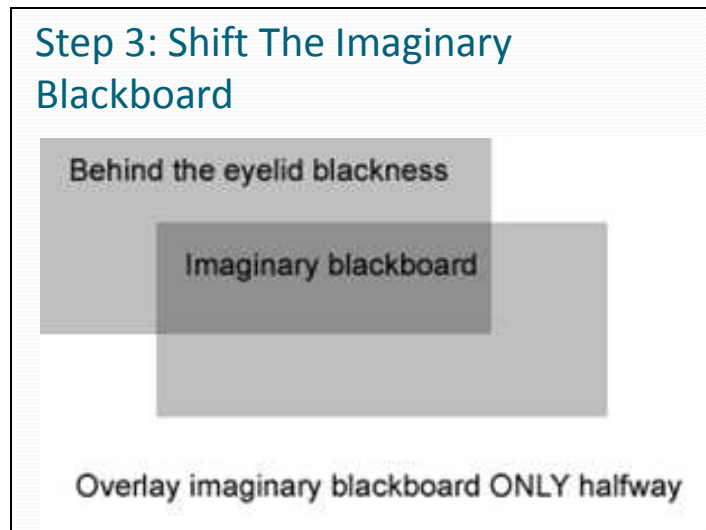 Step 3: Shift The Imaginary
Blackboard
Behind the eyelid blackness
Imaginary blackboard
Overlay imaginary blackboard ONLY halfway